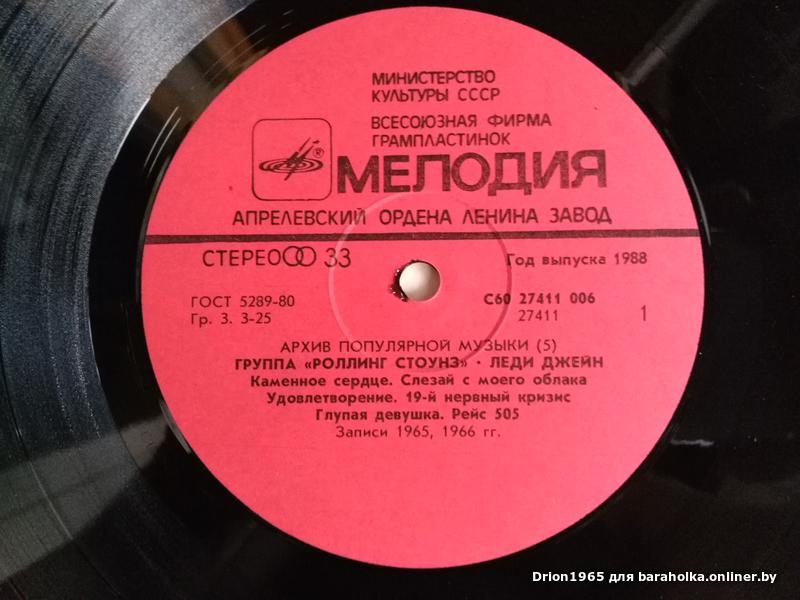 МИНИСТЕРСТВО
КУЛЬТУРЫ СССР
ВСЕСОЮЗНАЯ ФИРМА
ГРАМПЛАСТИНОК
МЕЛОДИЯ
АПРЕЛЕВСКИЙ ОРДЕНА ЛЕНИНА ЗАВОД
СТЕРЕО 33
Год выпуска 1988
ГОСТ 5289-80
Гр. 3. 3-25
С60 27411 006
27411
1
АРХИВ ПОПУЛЯРНОЙ МУЗЫКИ (5)
ГРУППА «РОЛЛИНГ СТОУНЗ» · ЛЕДИ ДЖЕЙН
Каменное сердце. Слезай с моего облака
Удовлетворение. 19-й нервный кризис
Глупая девушка. Рейс 505
Записи 1965, 1966 гг.
Drion1965 для baraholka.onliner.by